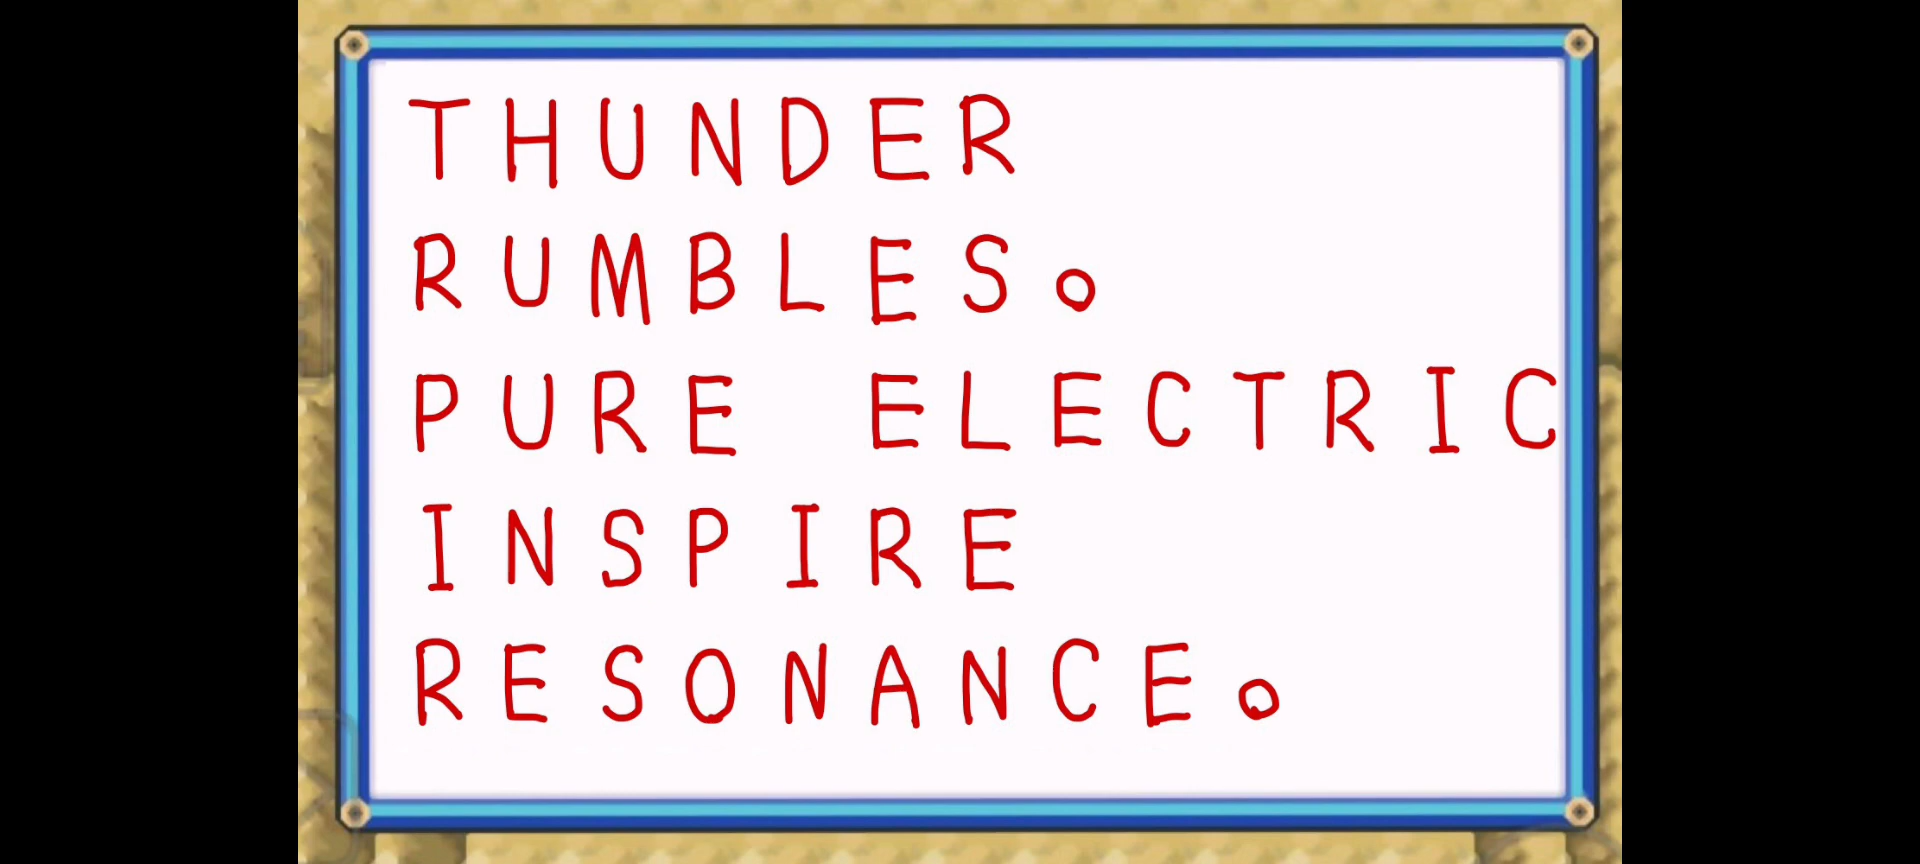 THUNDER
RUMBLES。
PURE ELECTRIC
INSPIRE
RESONANCE。